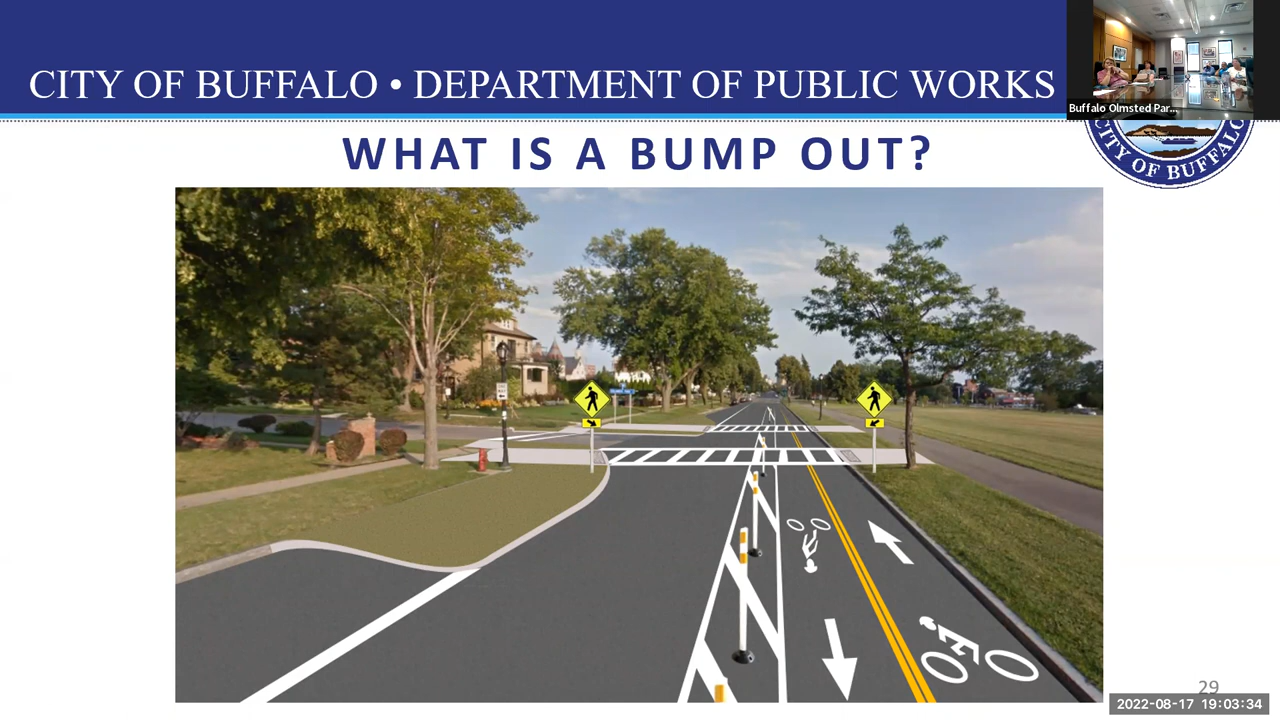 CITY OF BUFFALO • DEPARTMENT OF PUBLIC WORKS
Buffalo Olmsted Par...
CITY OF BUFFALO
WHAT IS A BUMP OUT?
29
2022-08-17 19:03:34